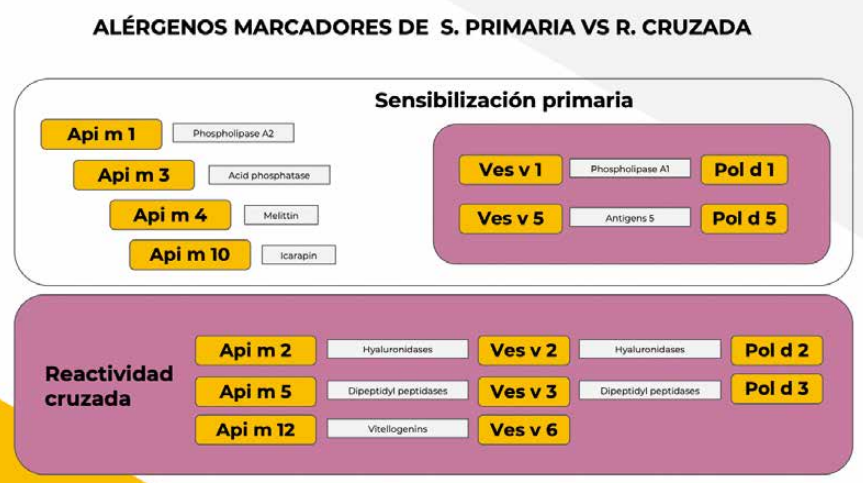 ALÉRGENOS MARCADORES DE S. PRIMARIA VS R. CRUZADA
Sensibilización primaria
Api m 1 Phospholipase A2
Api m 3 Acid phosphatase
Api m 4 Melittin
Api m 10 Icarapin
Ves v 1 Phospholipase A1 Pol d 1
Ves v 5 Antigens 5 Pol d 5
Reactividad
cruzada
Api m 2 Hyaluronidases Ves v 2 Hyaluronidases Pol d 2
Api m 5 Dipeptidyl peptidases Ves v 3 Dipeptidyl peptidases Pol d 3
Api m 12 Vitellogenins Ves v 6